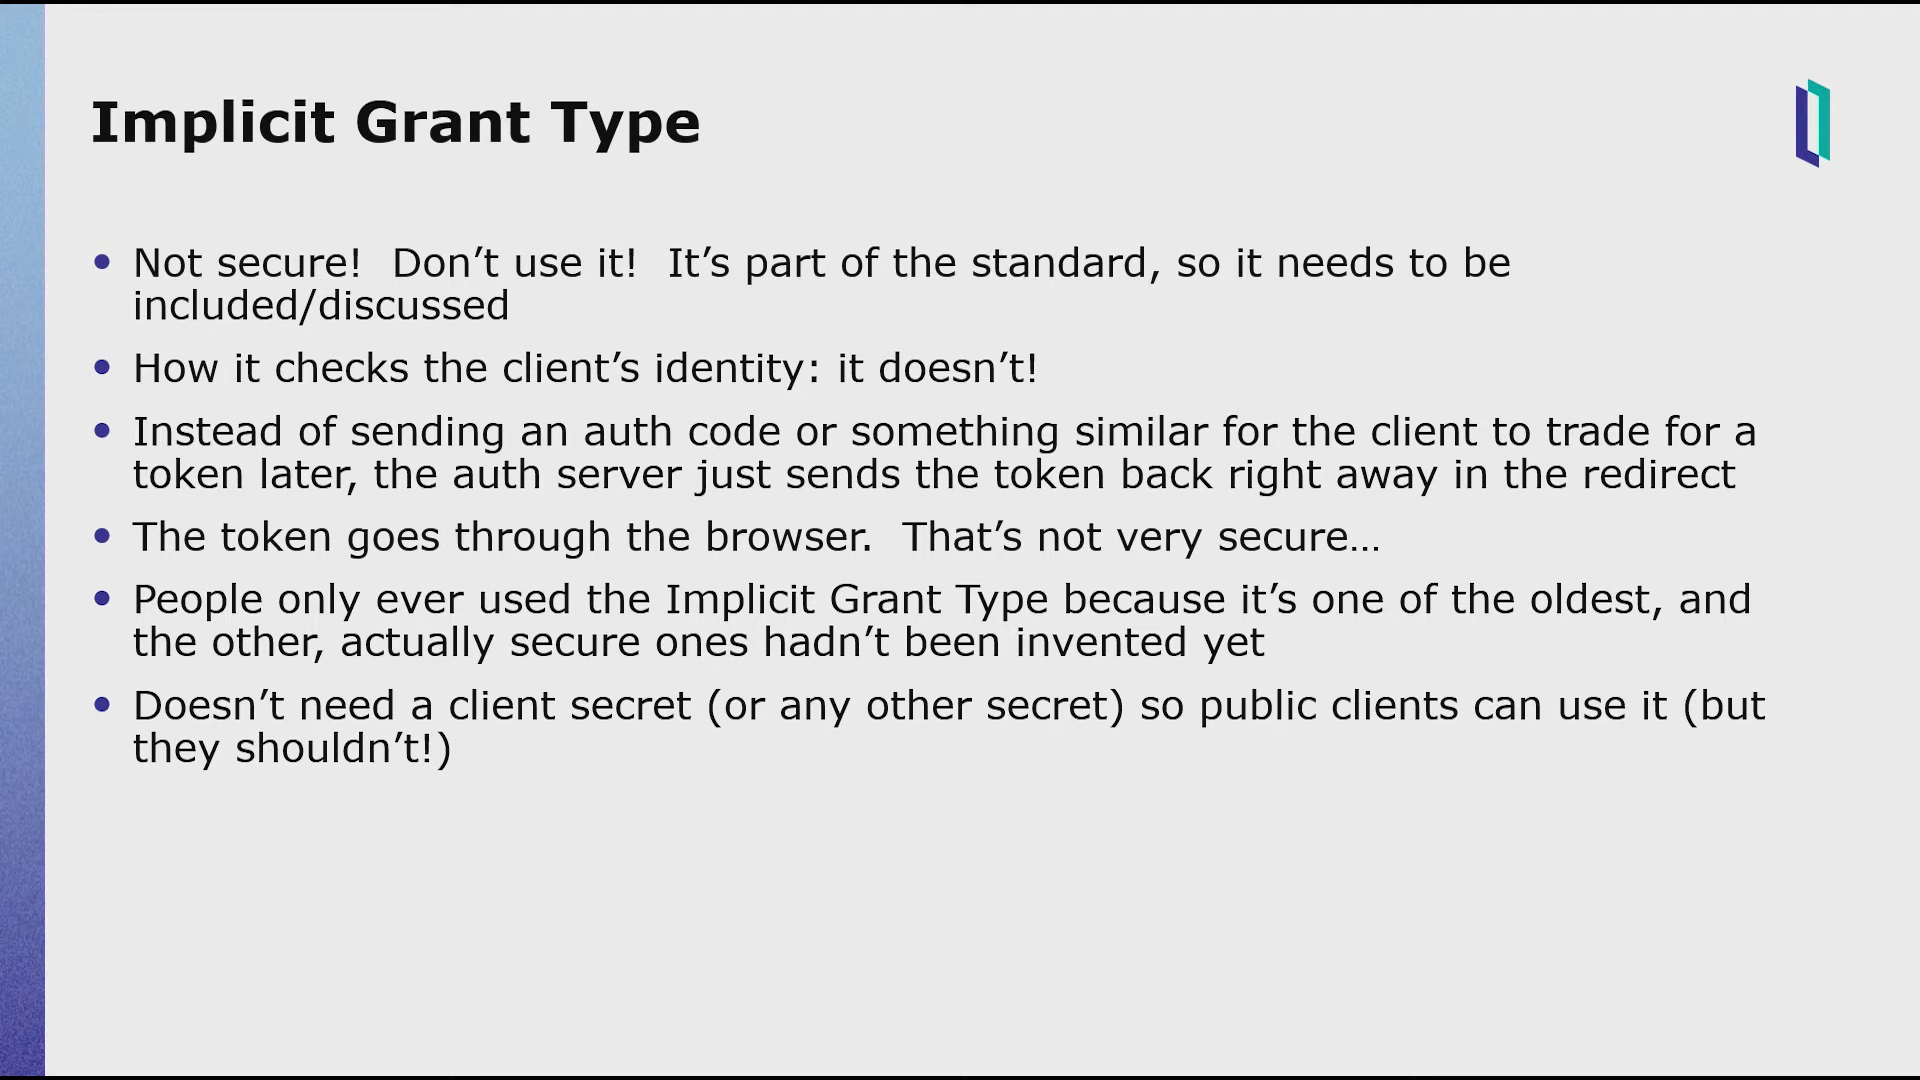 Implicit Grant Type
• Not secure!  Don’t use it!  It’s part of the standard, so it needs to be
included/discussed
• How it checks the client’s identity: it doesn’t!
• Instead of sending an auth code or something similar for the client to trade for a
token later, the auth server just sends the token back right away in the redirect
• The token goes through the browser.  That’s not very secure…
• People only ever used the Implicit Grant Type because it’s one of the oldest, and
the other, actually secure ones hadn’t been invented yet
• Doesn’t need a client secret (or any other secret) so public clients can use it (but
they shouldn’t!)